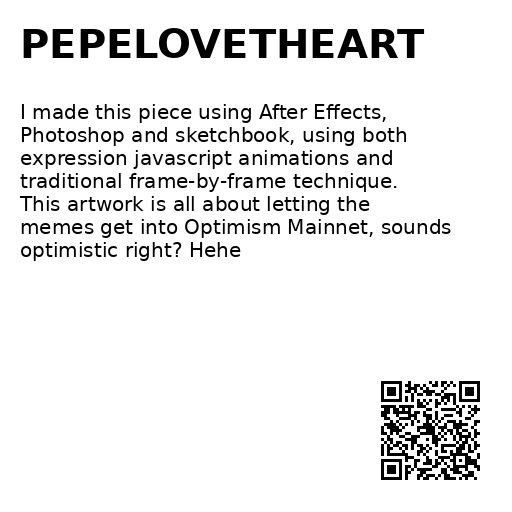 PEPELOVETHEART
I made this piece using After Effects,
Photoshop and sketchbook, using both
expression javascript animations and
traditional frame-by-frame technique.
This artwork is all about letting the
memes get into Optimism Mainnet, sounds
optimistic right? Hehe